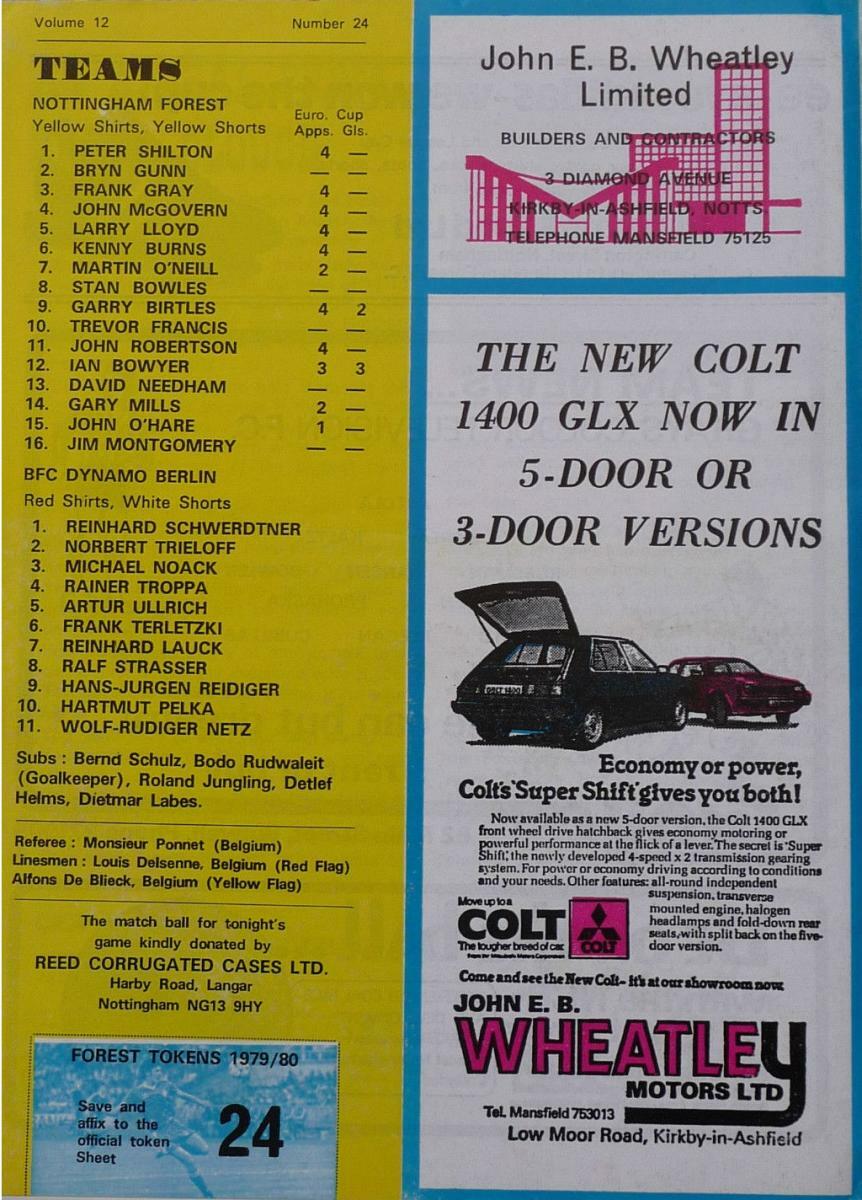 Volume 12 Number 24
TEAMS
NOTTINGHAM FOREST
Yellow Shirts, Yellow Shorts Euro. Cup
Apps. Gls.
1. PETER SHILTON 4 —
2. BRYN GUNN — —
3. FRANK GRAY 4 —
4. JOHN McGOVERN 4 —
5. LARRY LLOYD 4 —
6. KENNY BURNS 4 —
7. MARTIN O'NEILL 2 —
8. STAN BOWLES — —
9. GARRY BIRTLES 4 2
10. TREVOR FRANCIS — —
11. JOHN ROBERTSON 4 —
12. IAN BOWYER 3 3
13. DAVID NEEDHAM — —
14. GARY MILLS 2 —
15. JOHN O'HARE 1 —
16. JIM MONTGOMERY — —
BFC DYNAMO BERLIN
Red Shirts, White Shorts
1. REINHARD SCHWERDTNER
2. NORBERT TRIELOFF
3. MICHAEL NOACK
4. RAINER TROPPA
5. ARTUR ULLRICH
6. FRANK TERLETZKI
7. REINHARD LAUCK
8. RALF STRASSER
9. HANS-JURGEN REIDIGER
10. HARTMUT PELKA
11. WOLF-RUDIGER NETZ
Subs : Bernd Schulz, Bodo Rudwaleit
(Goalkeeper), Roland Jungling, Detlef
Helms, Dietmar Labes.
Referee : Monsieur Ponnet (Belgium)
Linesmen : Louis Delsenne, Belgium (Red Flag)
Alfons De Blieck, Belgium (Yellow Flag)
The match ball for tonight's
game kindly donated by
REED CORRUGATED CASES LTD.
Harby Road, Langar
Nottingham NG13 9HY
FOREST TOKENS 1979/80
Save and
affix to the
official token
Sheet
24
John E. B. Wheatley
Limited
BUILDERS AND CONTRACTORS
3 DIAMOND AVENUE
KIRKBY-IN-ASHFIELD, NOTTS
TELEPHONE MANSFIELD 75125
THE NEW COLT
1400 GLX NOW IN
5-DOOR OR
3-DOOR VERSIONS
COLT 1400
Economy or power,
Colt's 'Super Shift' gives you both!
Now available as a new 5-door version, the Colt 1400 GLX
front wheel drive hatchback gives economy motoring or
powerful performance at the flick of a lever. The secret is 'Super
Shift', the newly developed 4-speed x 2 transmission gearing
system. For power or economy driving according to conditions
and your needs. Other features: all-round independent
suspension, transverse
mounted engine, halogen
headlamps and fold-down rear
seats, with split back on the five-
door version.
Move up to a
COLT
The tougher breed of car.
COLT
Come and see the New Colt- it's at our showroom now.
JOHN E. B.
WHEATLEY
MOTORS LTD
Tel. Mansfield 753013
Low Moor Road, Kirkby-in-Ashfield